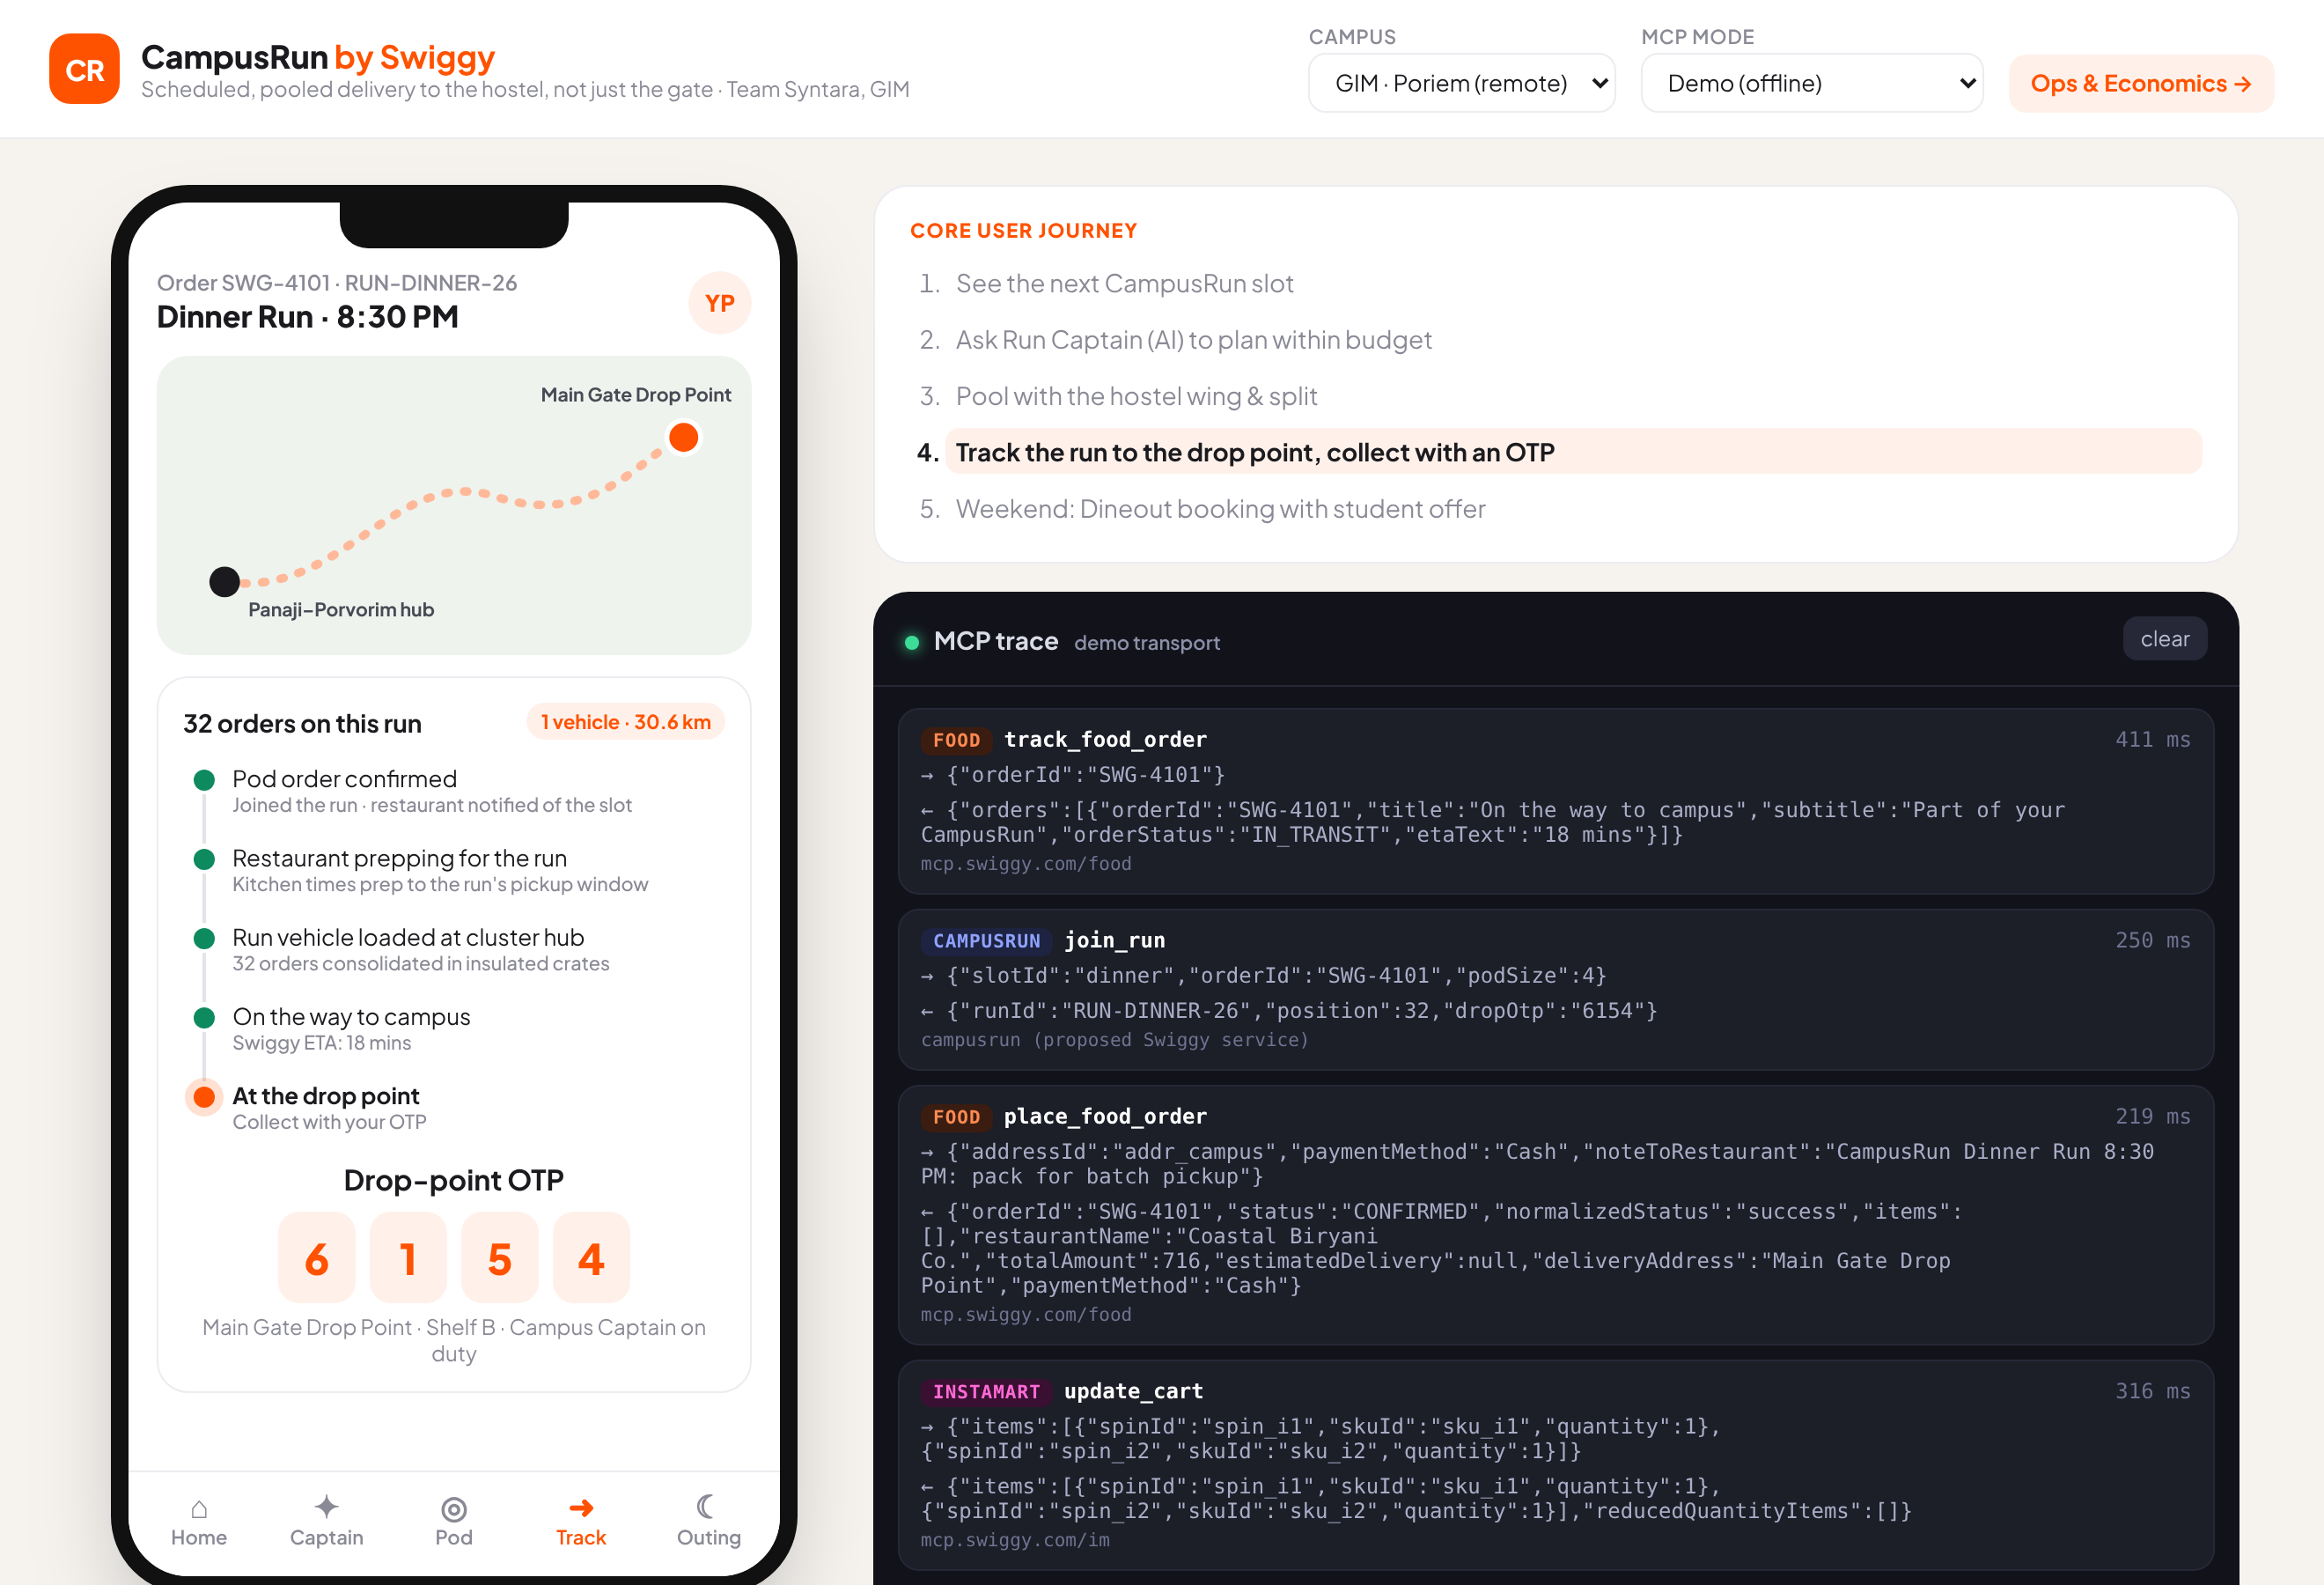 CR
CampusRun by Swiggy
Scheduled, pooled delivery to the hostel, not just the gate · Team Syntara, GIM
CAMPUS
GIM · Poriem (remote)
MCP MODE
Demo (offline)
Ops & Economics →
Order SWG-4101 · RUN-DINNER-26
Dinner Run · 8:30 PM
YP
Main Gate Drop Point
Panaji–Porvorim hub
32 orders on this run
1 vehicle · 30.6 km
Pod order confirmed
Joined the run · restaurant notified of the slot
Restaurant prepping for the run
Kitchen times prep to the run's pickup window
Run vehicle loaded at cluster hub
32 orders consolidated in insulated crates
On the way to campus
Swiggy ETA: 18 mins
At the drop point
Collect with your OTP
Drop-point OTP
6 1 5 4
Main Gate Drop Point · Shelf B · Campus Captain on
duty
Home
Captain
Pod
Track
Outing
CORE USER JOURNEY
1. See the next CampusRun slot
2. Ask Run Captain (AI) to plan within budget
3. Pool with the hostel wing & split
4. Track the run to the drop point, collect with an OTP
5. Weekend: Dineout booking with student offer
MCP trace demo transport
clear
FOOD track_food_order 411 ms
→ {"orderId":"SWG-4101"}
← {"orders":[{"orderId":"SWG-4101","title":"On the way to campus","subtitle":"Part of your
CampusRun","orderStatus":"IN_TRANSIT","etaText":"18 mins"}]}
mcp.swiggy.com/food
CAMPUSRUN join_run 250 ms
→ {"slotId":"dinner","orderId":"SWG-4101","podSize":4}
← {"runId":"RUN-DINNER-26","position":32,"dropOtp":"6154"}
campusrun (proposed Swiggy service)
FOOD place_food_order 219 ms
→ {"addressId":"addr_campus","paymentMethod":"Cash","noteToRestaurant":"CampusRun Dinner Run 8:30
PM: pack for batch pickup"}
← {"orderId":"SWG-4101","status":"CONFIRMED","normalizedStatus":"success","items":
[],"restaurantName":"Coastal Biryani
Co.","totalAmount":716,"estimatedDelivery":null,"deliveryAddress":"Main Gate Drop
Point","paymentMethod":"Cash"}
mcp.swiggy.com/food
INSTAMART update_cart 316 ms
→ {"items":[{"spinId":"spin_i1","skuId":"sku_i1","quantity":1},
{"spinId":"spin_i2","skuId":"sku_i2","quantity":1}]}
← {"items":[{"spinId":"spin_i1","skuId":"sku_i1","quantity":1},
{"spinId":"spin_i2","skuId":"sku_i2","quantity":1}],"reducedQuantityItems":[]}
mcp.swiggy.com/im